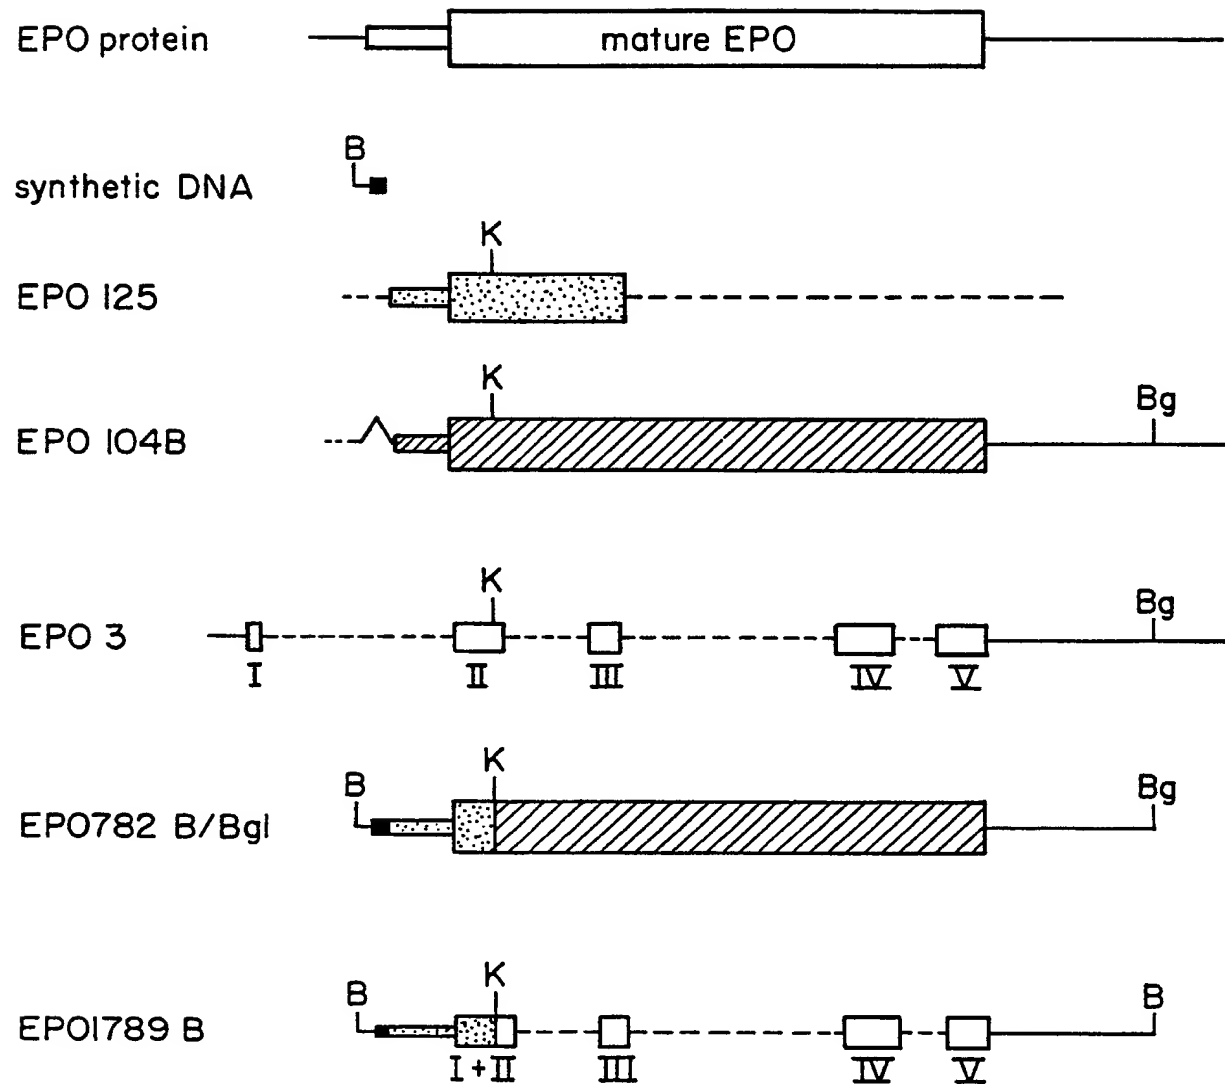 EPO protein mature EPO
B
synthetic DNA
K
EPO 125
K Bg
EPO 104B
K Bg
EPO 3
I II III IV V
K
B Bg
EPO782 B/Bgl
K
B B
EPO1789 B
I+II III IV V